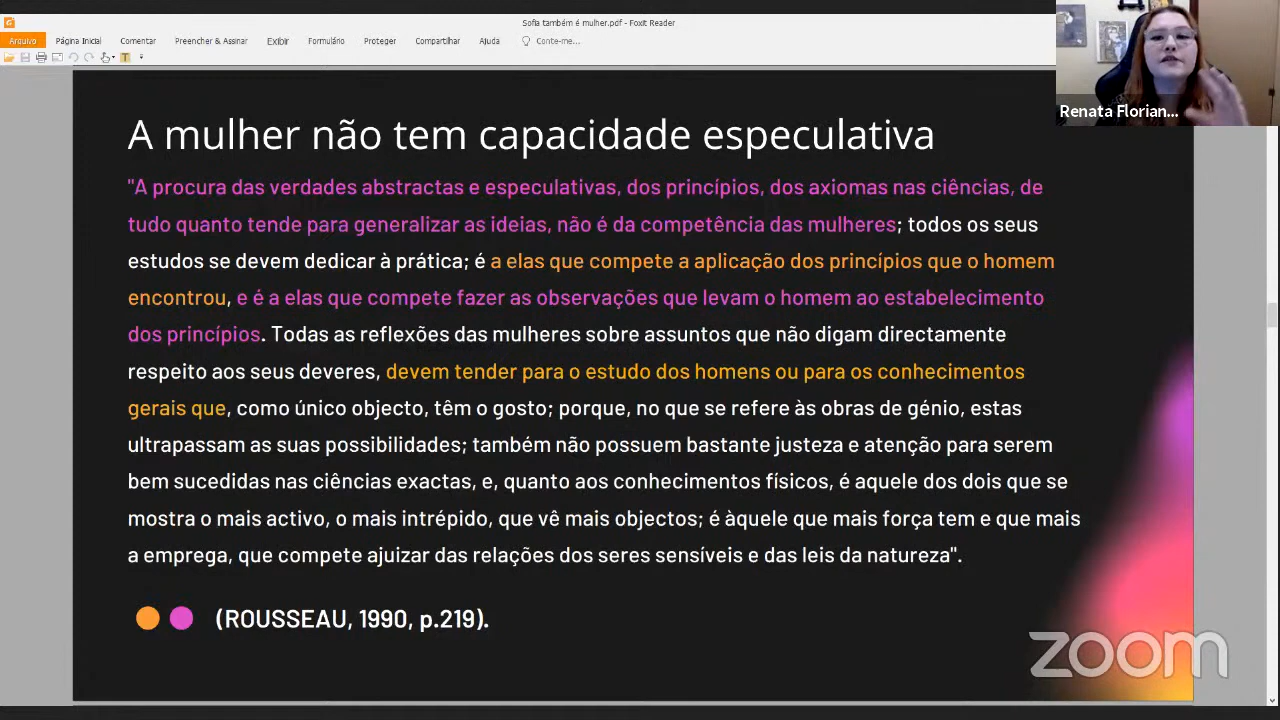 Sofia também é mulher.pdf - Foxit Reader
Arquivo Página Inicial Comentar Preencher & Assinar Exibir Formulário Proteger Compartilhar Ajuda Conte-me...
Renata Florian...
A mulher não tem capacidade especulativa
"A procura das verdades abstractas e especulativas, dos princípios, dos axiomas nas ciências, de
tudo quanto tende para generalizar as ideias, não é da competência das mulheres; todos os seus
estudos se devem dedicar à prática; é a elas que compete a aplicação dos princípios que o homem
encontrou, e é a elas que compete fazer as observações que levam o homem ao estabelecimento
dos princípios. Todas as reflexões das mulheres sobre assuntos que não digam directamente
respeito aos seus deveres, devem tender para o estudo dos homens ou para os conhecimentos
gerais que, como único objecto, têm o gosto; porque, no que se refere às obras de génio, estas
ultrapassam as suas possibilidades; também não possuem bastante justeza e atenção para serem
bem sucedidas nas ciências exactas, e, quanto aos conhecimentos físicos, é aquele dos dois que se
mostra o mais activo, o mais intrépido, que vê mais objectos; é àquele que mais força tem e que mais
a emprega, que compete ajuizar das relações dos seres sensíveis e das leis da natureza".
(ROUSSEAU, 1990, p.219).
zoom